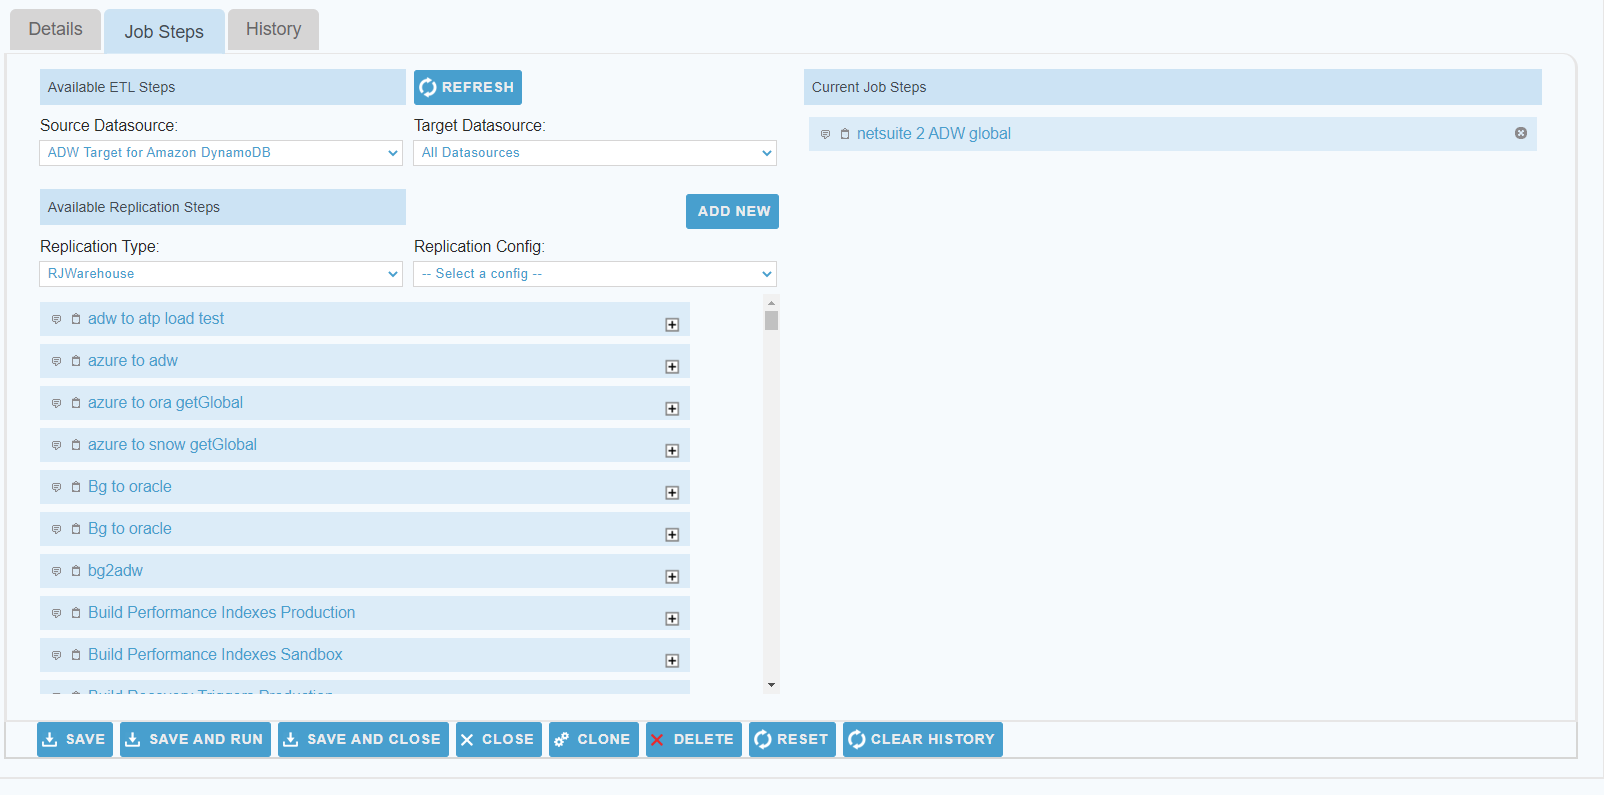 Details
Job Steps
History
Available ETL Steps
REFRESH
Source Datasource:
Target Datasource:
ADW Target for Amazon DynamoDB
All Datasources
Available Replication Steps
ADD NEW
Replication Type:
Replication Config:
RJWarehouse
-- Select a config --
adw to atp load test
azure to adw
azure to ora getGlobal
azure to snow getGlobal
Bg to oracle
Bg to oracle
bg2adw
Build Performance Indexes Production
Build Performance Indexes Sandbox
Build Recovery Triggers Production
Current Job Steps
netsuite 2 ADW global
SAVE
SAVE AND RUN
SAVE AND CLOSE
CLOSE
CLONE
DELETE
RESET
CLEAR HISTORY